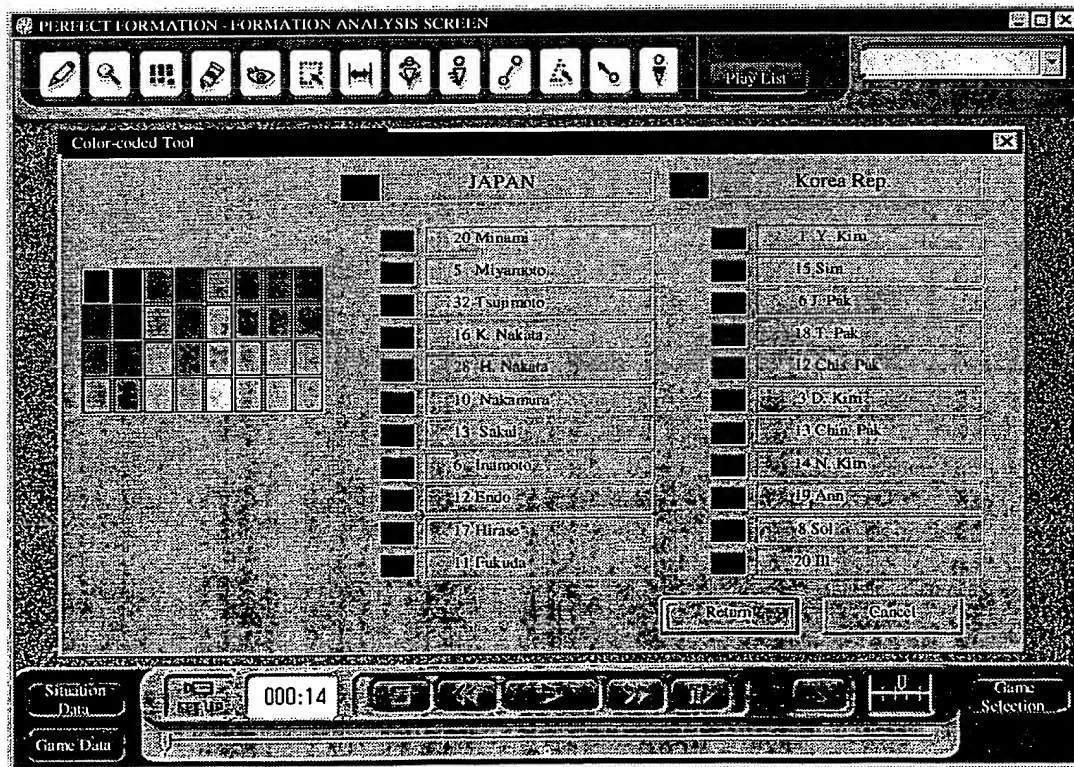 PERFECT FORMATION - FORMATION ANALYSIS SCREEN
Play List
Color-coded Tool
JAPAN
Korea Rep.
20 Minami
1 Y. Kim
5 Miyamoto
15 Sim
32 Tsujimoto
6 J. Pak
16 K. Nakata
18 T. Pak
28 H. Nakata
12 Chis. Pak
10 Nakamura
3 D. Kim
13 Sakai
13 Chin. Pak
6 Inamoto
14 N. Kim
12 Endo
19 Ann
17 Hirase
8 Sol
11 Fukuda
20 Ill
Return
Cancel
Situation
Data
SET UP
000:14
Game
Selection
Game Data